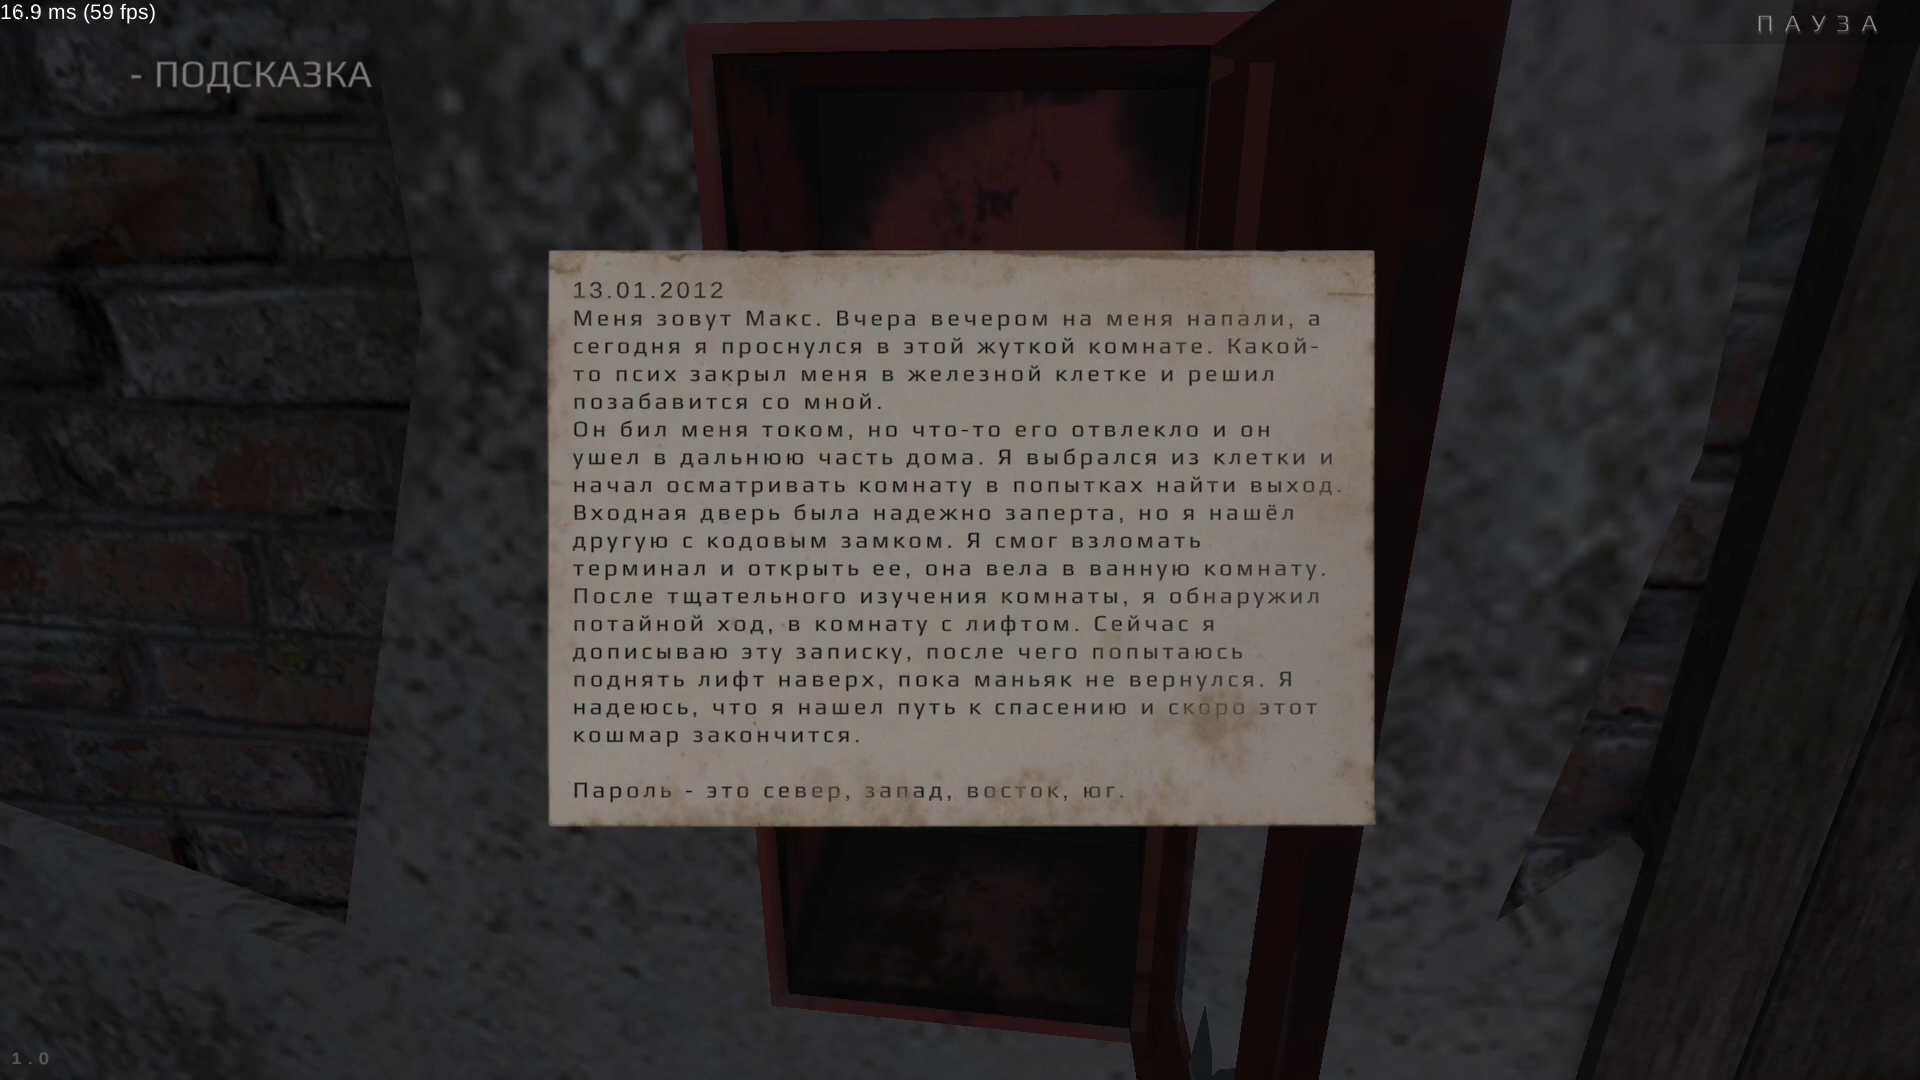 16.9 ms (59 fps)
ПАУЗА
- ПОДСКАЗКА
13.01.2012
Меня зовут Макс. Вчера вечером на меня напали, а
сегодня я проснулся в этой жуткой комнате. Какой-
то псих закрыл меня в железной клетке и решил
позабавится со мной.
Он бил меня током, но что-то его отвлекло и он
ушел в дальнюю часть дома. Я выбрался из клетки и
начал осматривать комнату в попытках найти выход.
Входная дверь была надежно заперта, но я нашёл
другую с кодовым замком. Я смог взломать
терминал и открыть ее, она вела в ванную комнату.
После тщательного изучения комнаты, я обнаружил
потайной ход, в комнату с лифтом. Сейчас я
дописываю эту записку, после чего попытаюсь
поднять лифт наверх, пока маньяк не вернулся. Я
надеюсь, что я нашел путь к спасению и скоро этот
кошмар закончится.
Пароль - это север, запад, восток, юг.
1.0